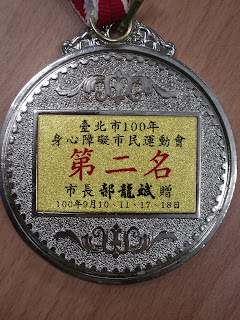 臺北市100年
身心障礙市民運動會
第二名
市長 郝龍斌 贈
100年9月10、11、17、18日